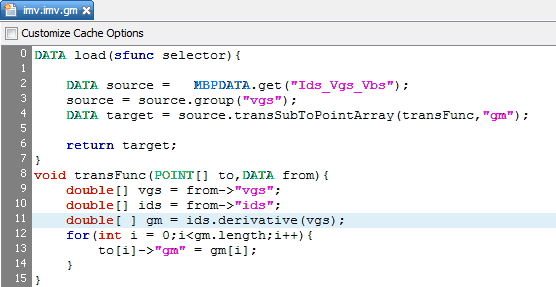 imv.imv.gm
Customize Cache Options
0 DATA load(sfunc selector){
1
2 DATA source = MBPDATA.get("Ids_Vgs_Vbs");
3 source = source.group("vgs");
4 DATA target = source.transSubToPointArray(transFunc,"gm");
5
6 return target;
7 }
8 void transFunc(POINT[] to,DATA from){
9 double[] vgs = from->"vgs";
10 double[] ids = from->"ids";
11 double[ ] gm = ids.derivative(vgs);
12 for(int i = 0;i<gm.length;i++){
13 to[i]->"gm" = gm[i];
14 }
15 }